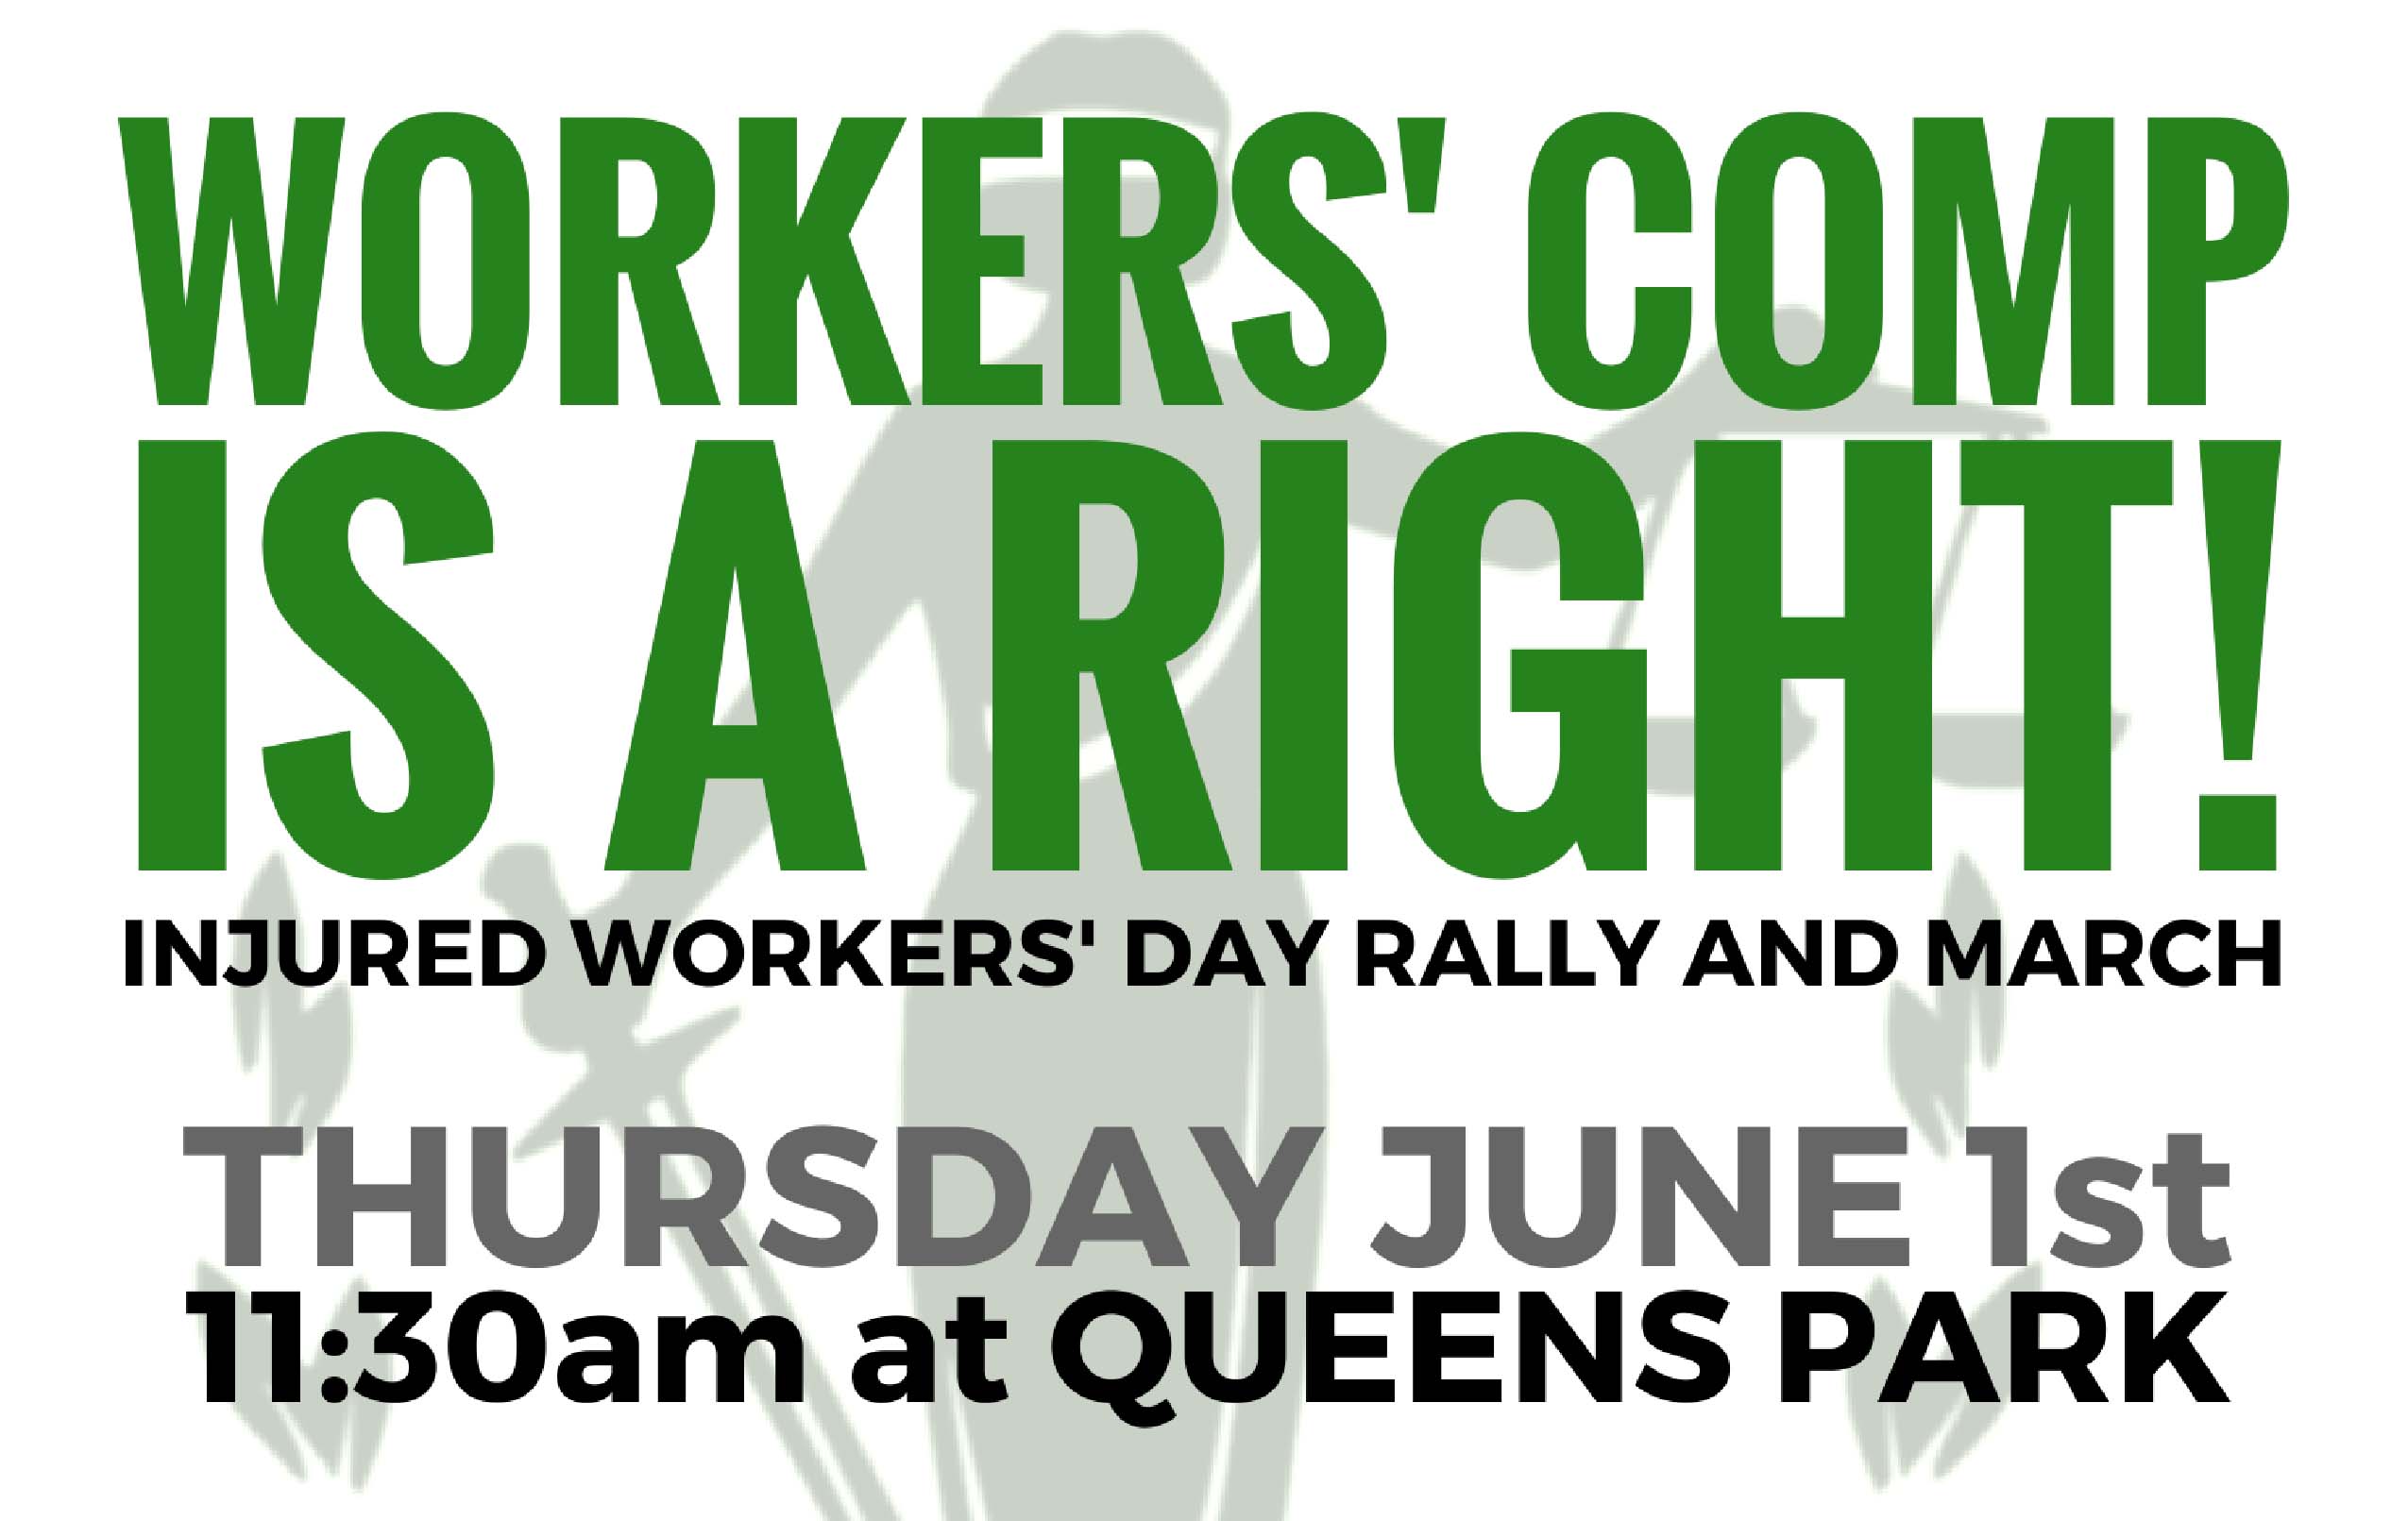 WORKERS' COMP
IS A RIGHT!
INJURED WORKERS' DAY RALLY AND MARCH
THURSDAY JUNE 1st
11:30am at QUEENS PARK